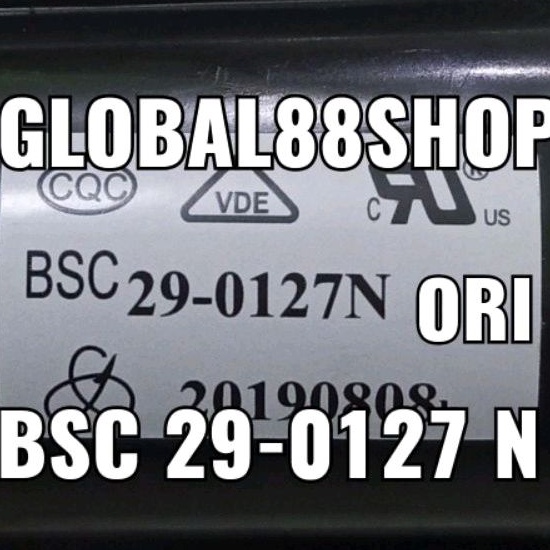 GLOBAL88SHOP
CQC
VDE
C US
BSC 29-0127N
ORI
20190808
BSC 29-0127 N